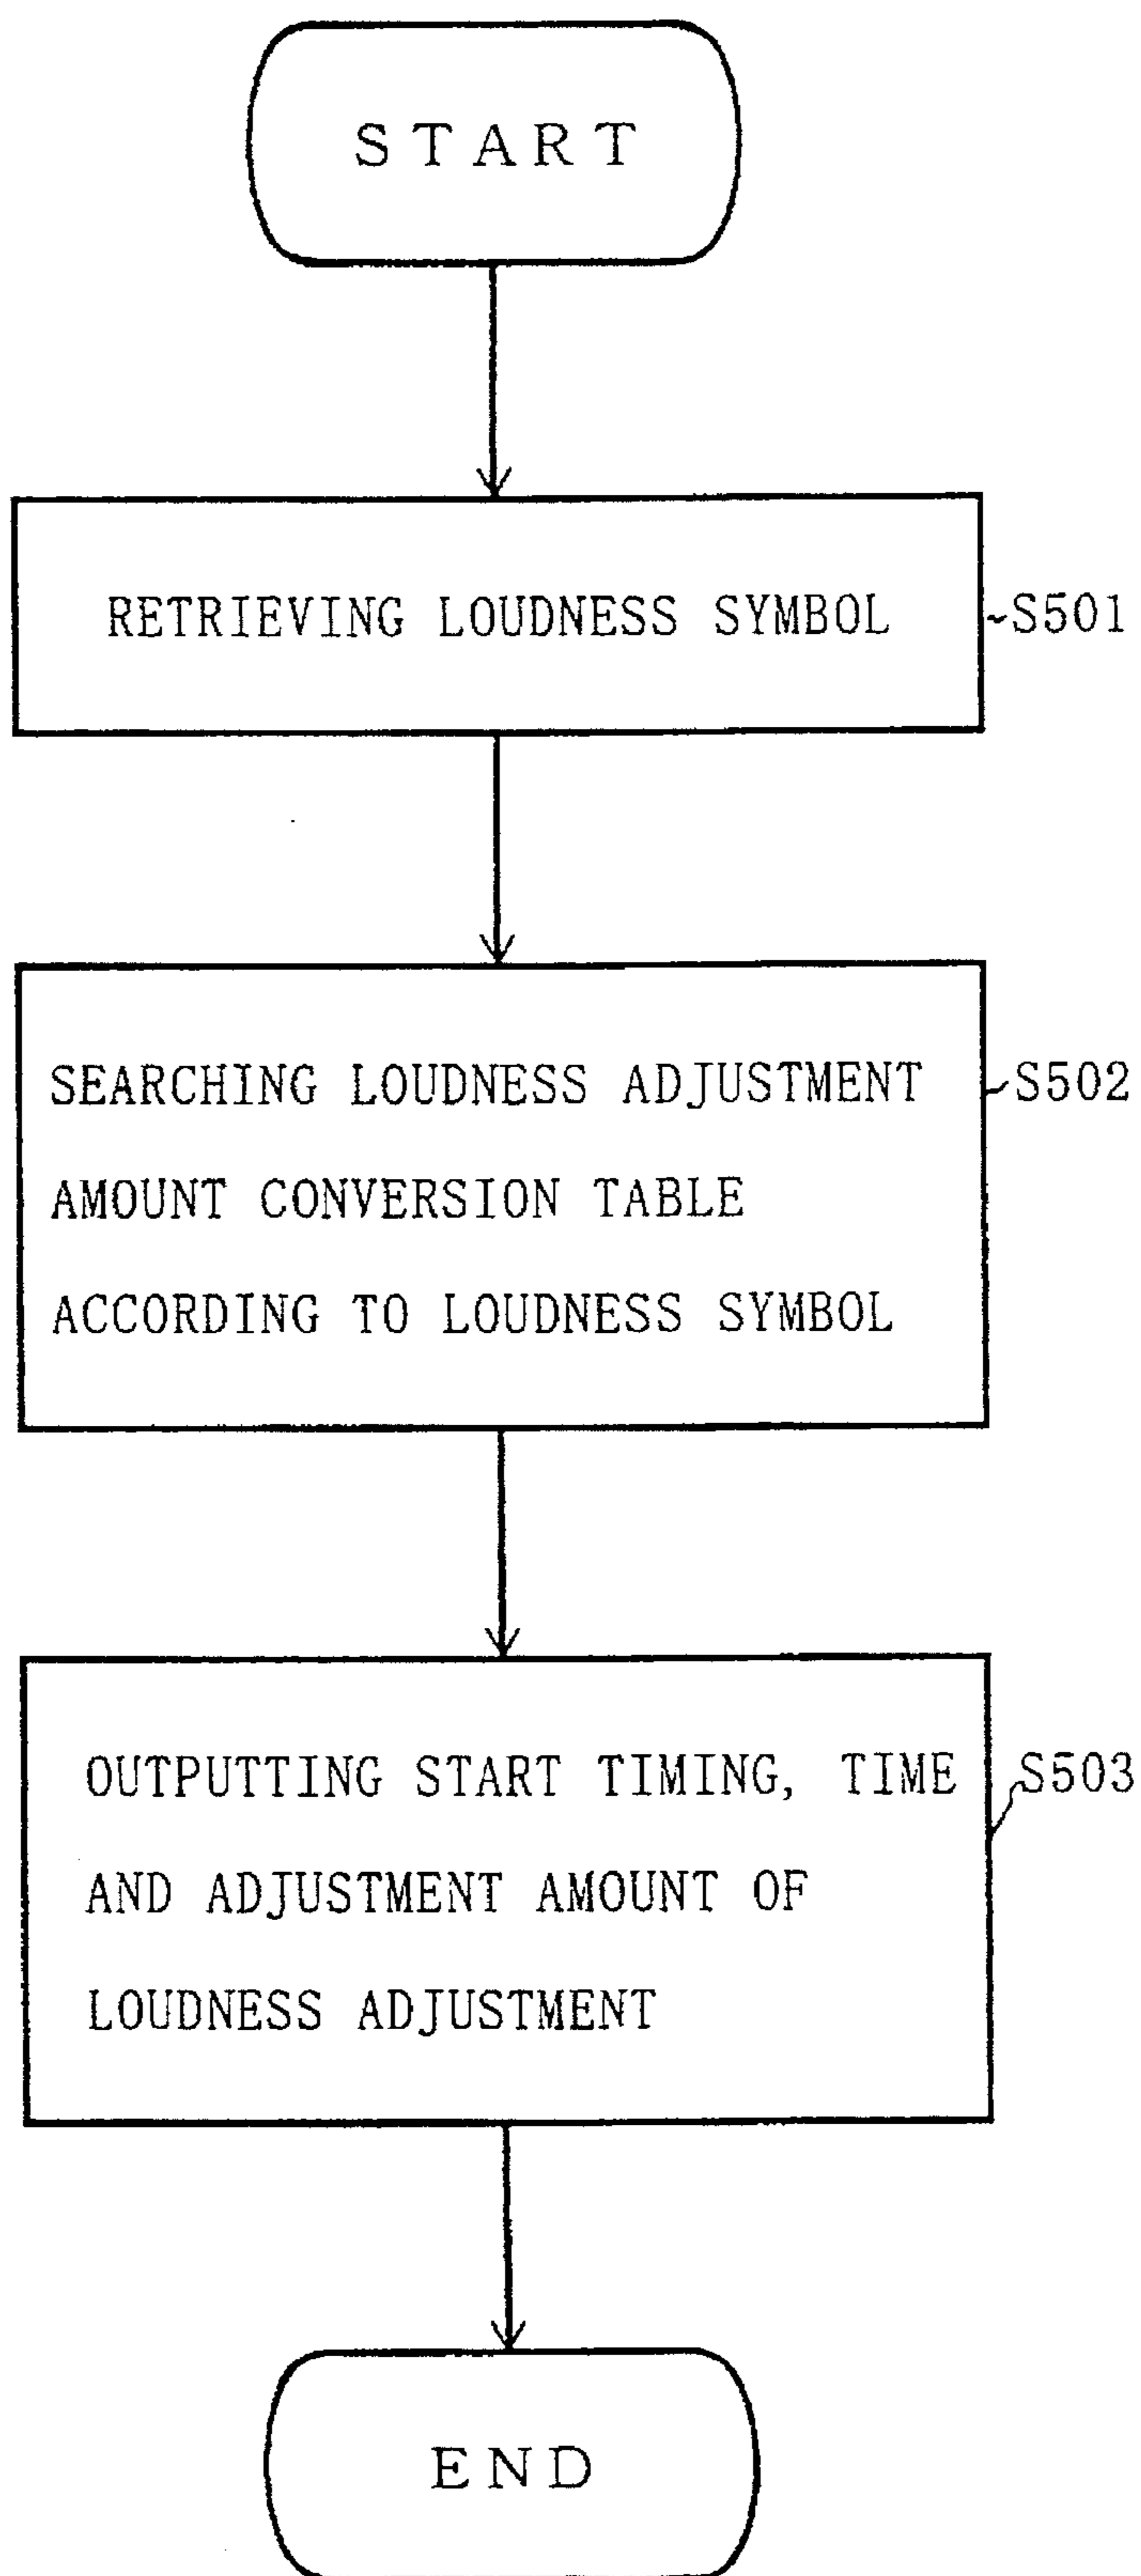 START
RETRIEVING LOUDNESS SYMBOL
S501
SEARCHING LOUDNESS ADJUSTMENT
AMOUNT CONVERSION TABLE
ACCORDING TO LOUDNESS SYMBOL
S502
OUTPUTTING START TIMING, TIME
AND ADJUSTMENT AMOUNT OF
LOUDNESS ADJUSTMENT
S503
END